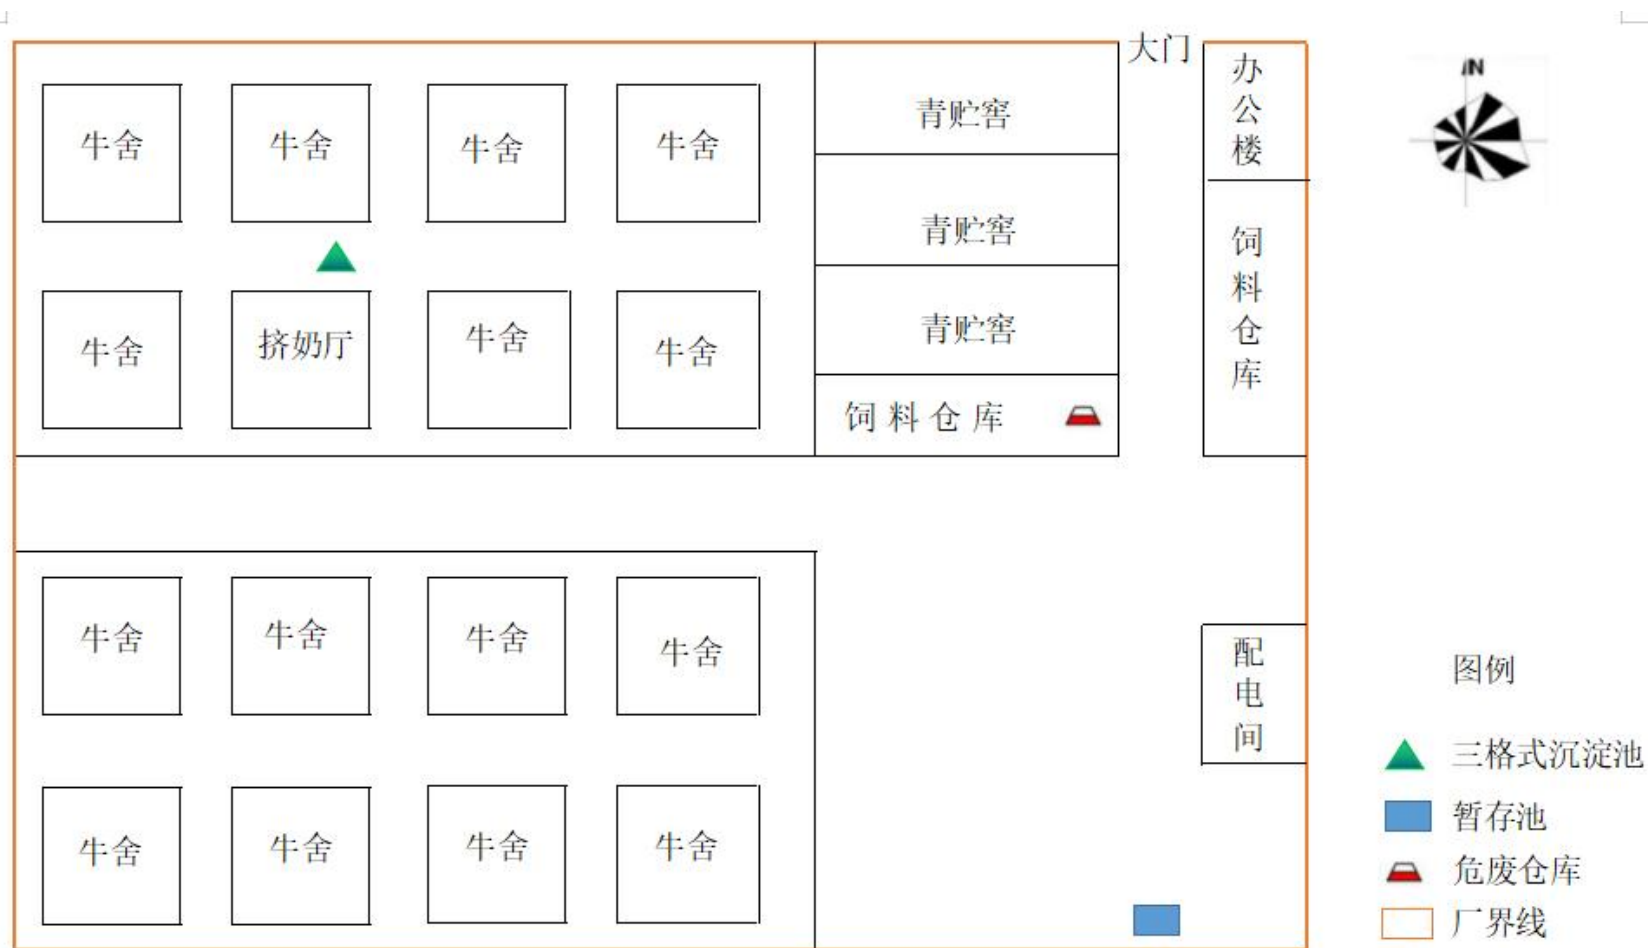 大门
办公楼
N
牛舍
牛舍
牛舍
牛舍
青贮窖
青贮窖
饲料仓库
牛舍
挤奶厅
牛舍
牛舍
青贮窖
饲料仓库
牛舍
牛舍
牛舍
牛舍
配电间
牛舍
牛舍
牛舍
牛舍
图例
三格式沉淀池
暂存池
危废仓库
厂界线